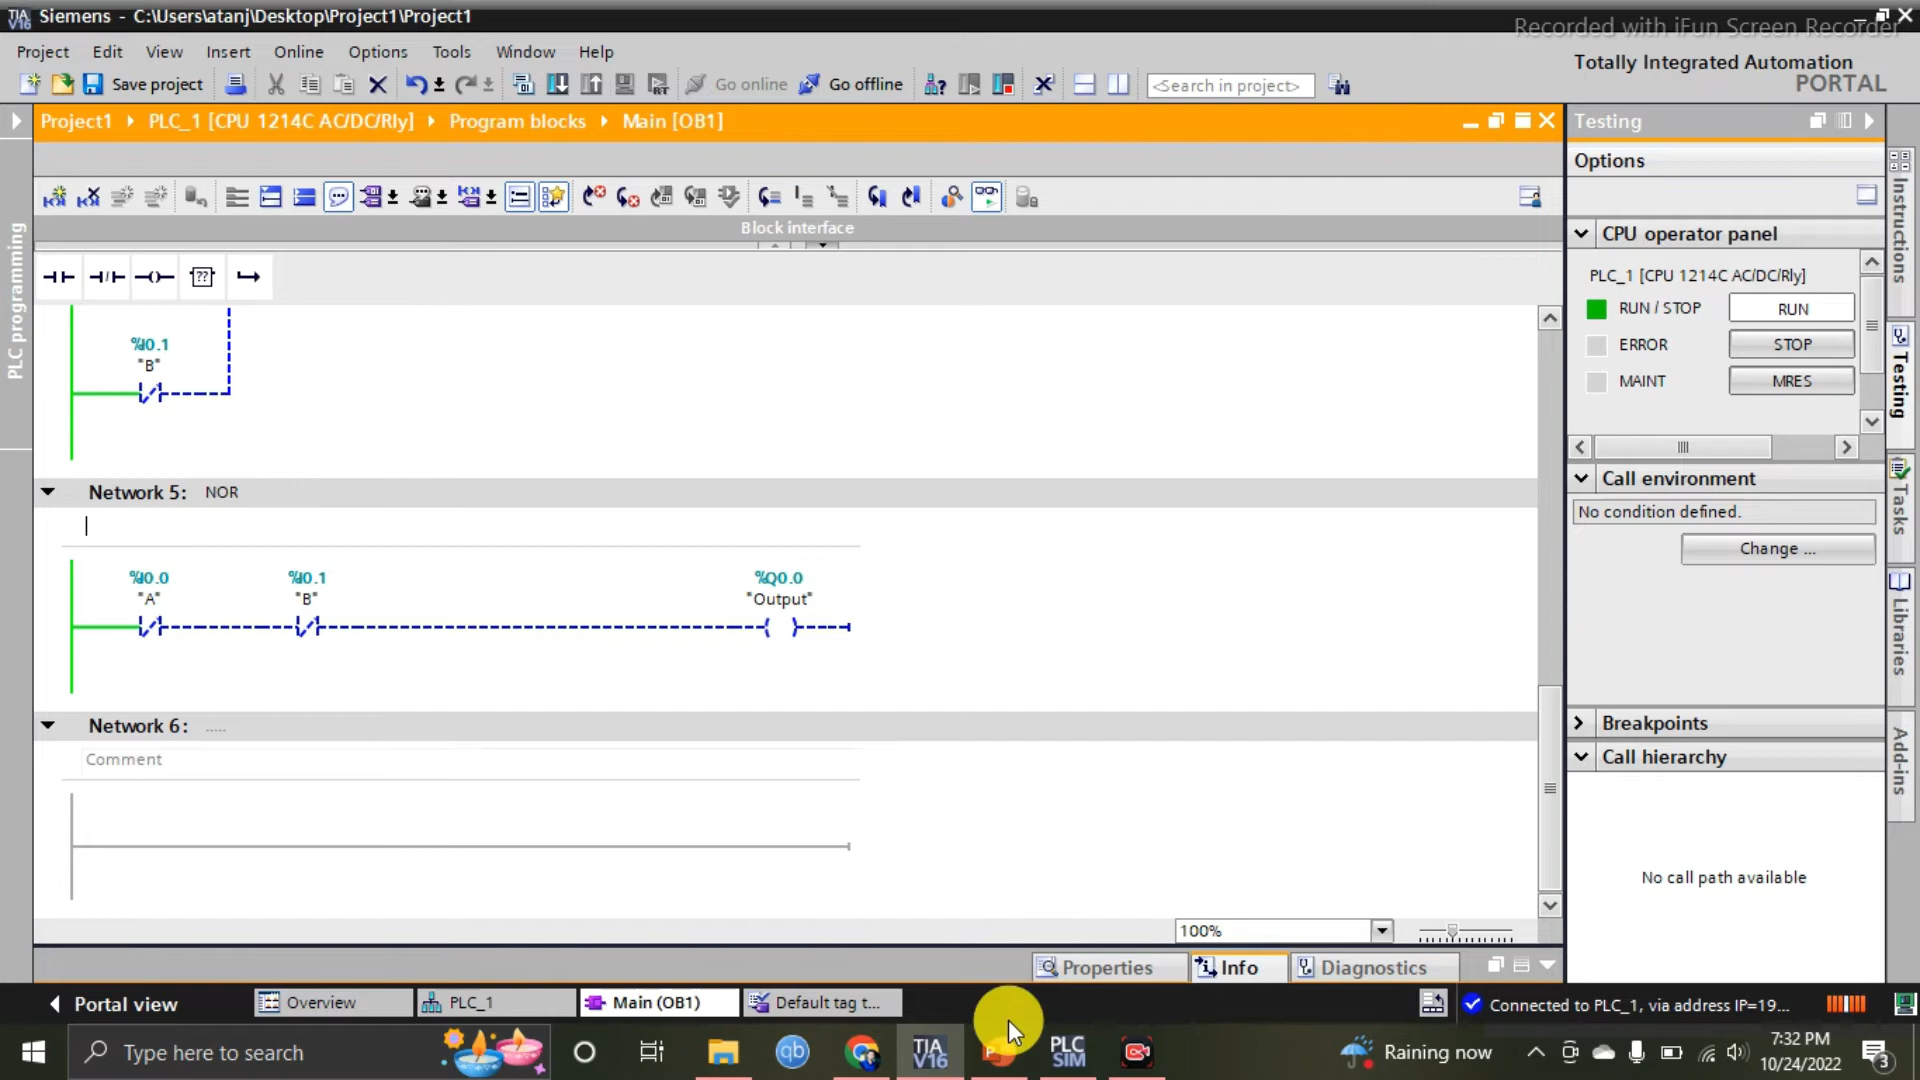 TIA V16 Siemens - C:\Users\atanj\Desktop\Project1\Project1
Recorded with iFun Screen Recorder
Project Edit View Insert Online Options Tools Window Help
Totally Integrated Automation
PORTAL
Save project
Go online
Go offline
<Search in project>
Project1 PLC_1 [CPU 1214C AC/DC/Rly] Program blocks Main [OB1]
Testing
Options
Block interface
PLC programming
??
CPU operator panel
PLC_1 [CPU 1214C AC/DC/Rly]
RUN / STOP RUN
ERROR STOP
MAINT MRES
%I0.1
"B"
Network 5: NOR
%I0.0 %I0.1 %Q0.0
"A" "B" "Output"
Network 6: .....
Comment
Call environment
No condition defined.
Change ...
Breakpoints
Call hierarchy
No call path available
Instructions
Testing
Tasks
Libraries
Add-ins
100%
Properties Info Diagnostics
Portal view Overview PLC_1 Main (OB1) Default tag t...
Connected to PLC_1, via address IP=19...
Type here to search
qb
TIA V16
P
PLC SIM
Raining now
7:32 PM
10/24/2022
3